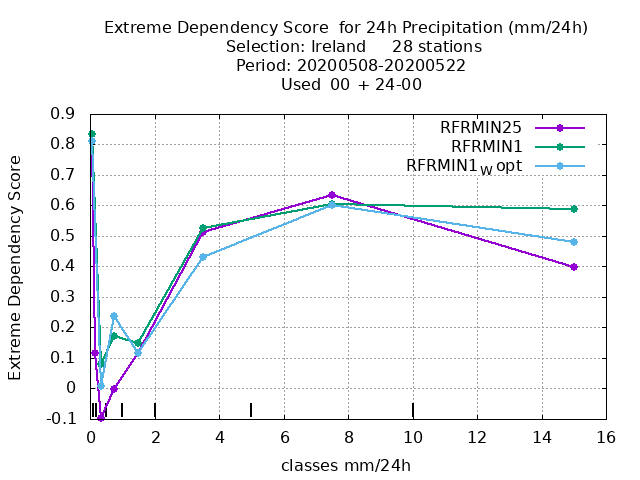 Extreme Dependency Score  for 24h Precipitation (mm/24h)
Selection: Ireland     28 stations
Period: 20200508-20200522
Used  00 + 24-00
Extreme Dependency Score
0.9
0.8
0.7
0.6
0.5
0.4
0.3
0.2
0.1
0
-0.1
RFRMIN25
RFRMIN1
RFRMIN1W opt
0 2 4 6 8 10 12 14 16
classes mm/24h